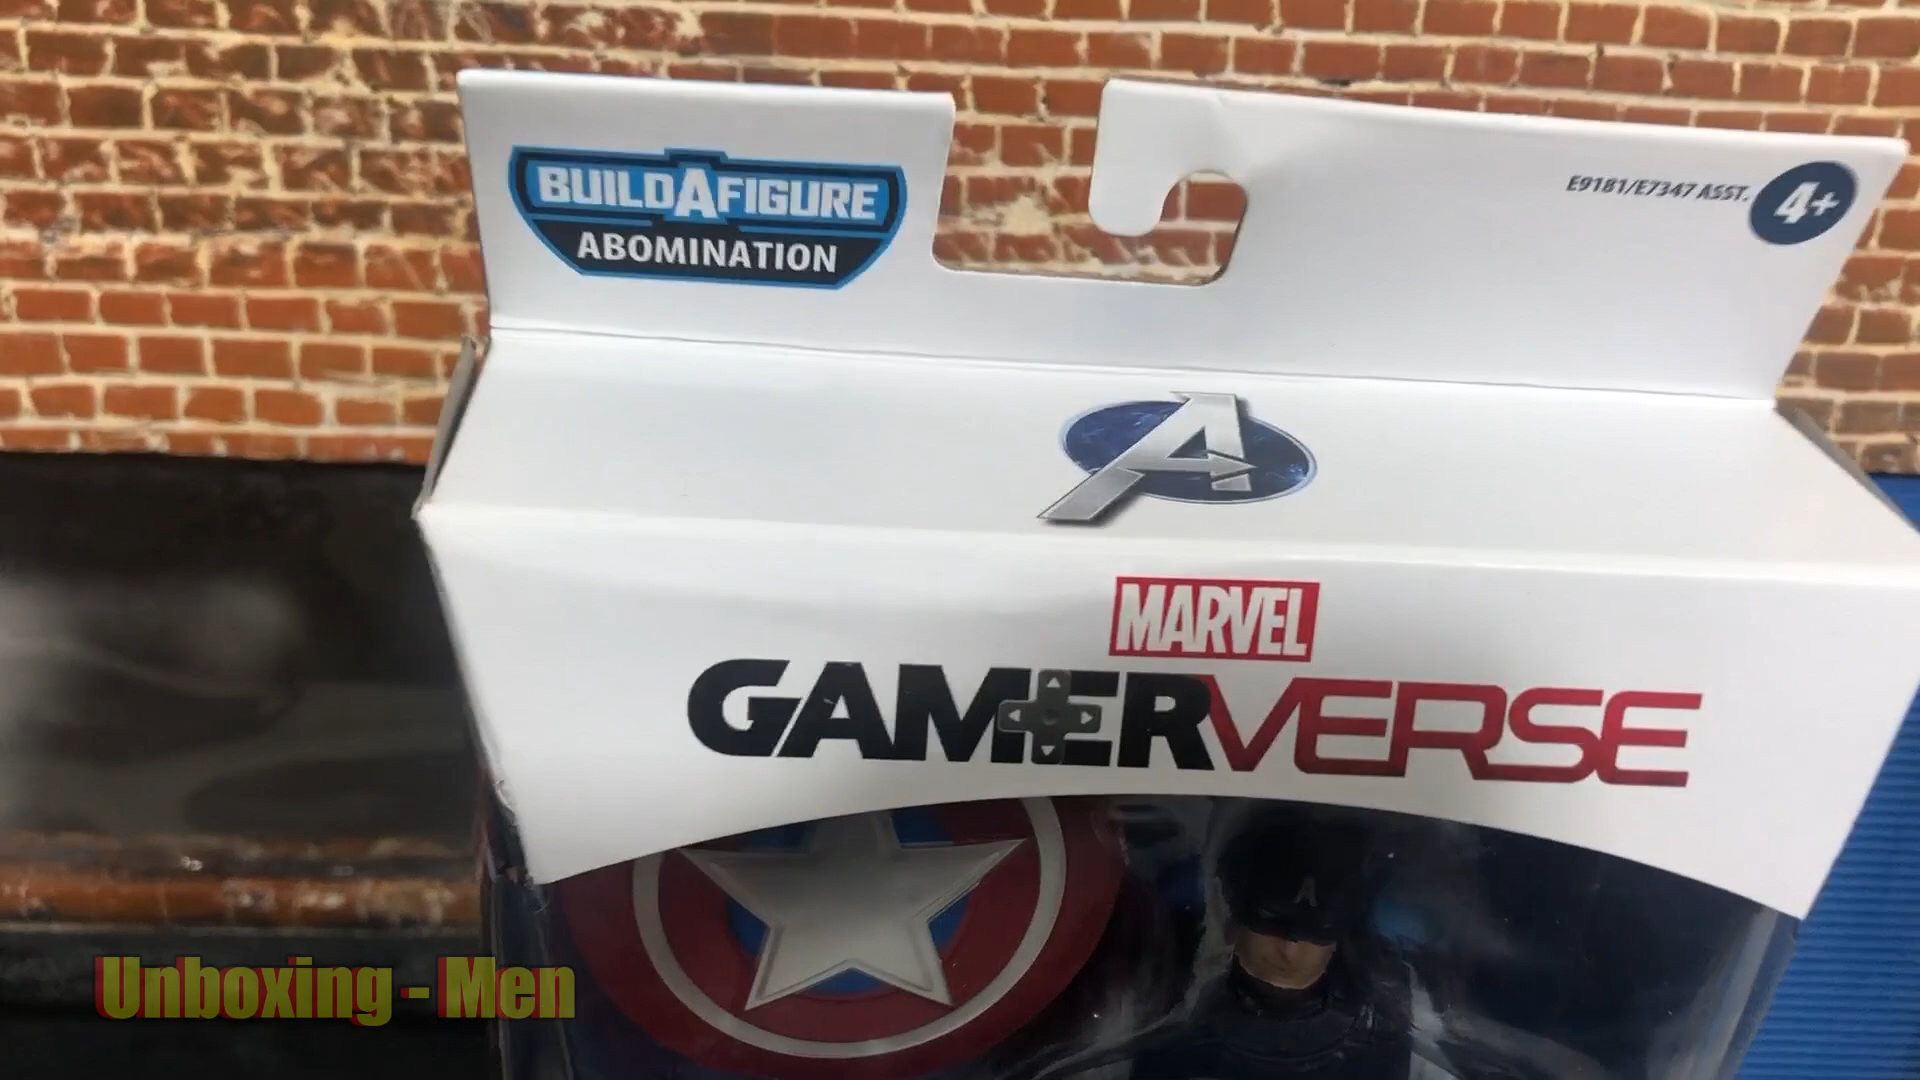 BUILDAFIGURE
ABOMINATION
E9181/E7347 ASST.
4+
A
MARVEL
GAMERVERSE
A
Unboxing - Men